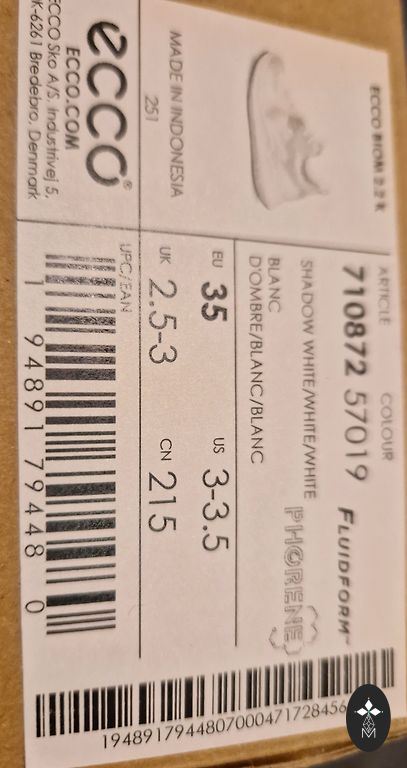 ECCO BIOM 2.2 K
ARTICLE COLOUR
710872 57019 FLUIDFORM™
SHADOW WHITE/WHITE/WHITE
BLANC
D'OMBRE/BLANC/BLANC
PHORENE
EU 35 US 3-3.5
UK 2.5-3 CN 215
MADE IN INDONESIA
251
ecco®
ECCO.COM
ECCO Sko A/S, Industrivej 5,
DK-6261 Bredebro, Denmark
UPC/EAN
1 94891 79448 0
M